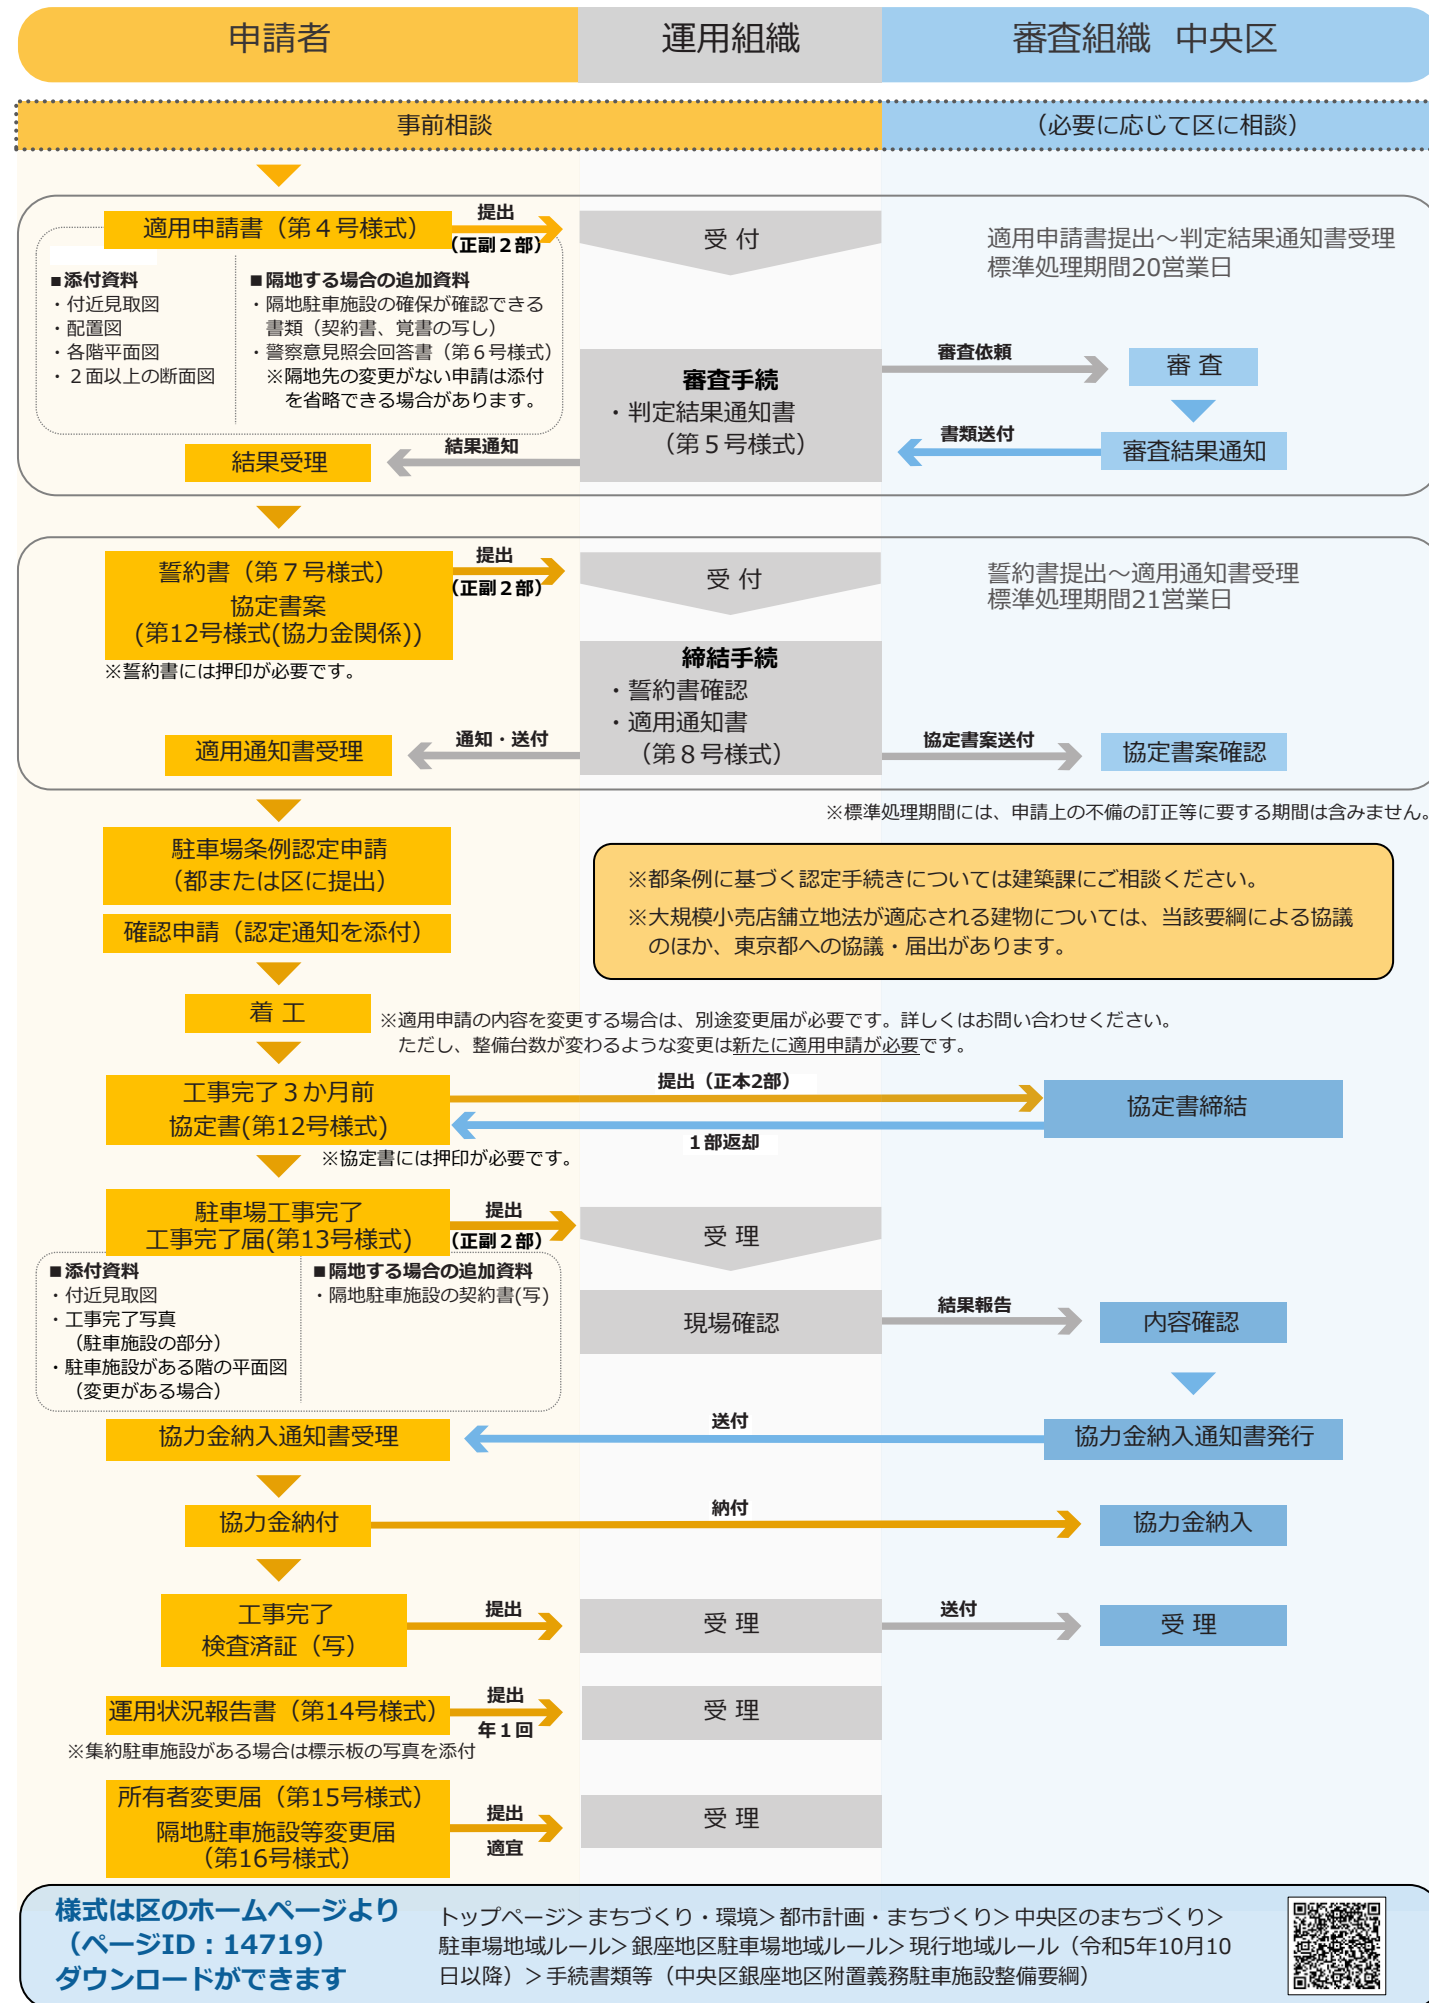 申請者
運用組織
審査組織 中央区
事前相談
（必要に応じて区に相談）
適用申請書（第４号様式）
提出
（正副２部）
受 付
適用申請書提出～判定結果通知書受理
標準処理期間20営業日
■添付資料
・付近見取図
・配置図
・各階平面図
・２面以上の断面図
■隔地する場合の追加資料
・隔地駐車施設の確保が確認できる
書類（契約書、覚書の写し）
・警察意見照会回答書（第６号様式）
※隔地先の変更がない申請は添付
を省略できる場合があります。
審査手続
・判定結果通知書
（第５号様式）
審査依頼
審 査
書類送付
審査結果通知
結果通知
結果受理
誓約書（第７号様式）
協定書案
(第12号様式(協力金関係))
提出
（正副２部）
受 付
誓約書提出～適用通知書受理
標準処理期間21営業日
※誓約書には押印が必要です。
締結手続
・誓約書確認
・適用通知書
（第８号様式）
通知・送付
適用通知書受理
協定書案送付
協定書案確認
※標準処理期間には、申請上の不備の訂正等に要する期間は含みません。
駐車場条例認定申請
（都または区に提出）
確認申請（認定通知を添付）
※都条例に基づく認定手続きについては建築課にご相談ください。
※大規模小売店舗立地法が適応される建物については、当該要綱による協議
のほか、東京都への協議・届出があります。
着 工
※適用申請の内容を変更する場合は、別途変更届が必要です。詳しくはお問い合わせください。
ただし、整備台数が変わるような変更は新たに適用申請が必要です。
工事完了３か月前
協定書(第12号様式)
提出（正本2部）
１部返却
協定書締結
※協定書には押印が必要です。
駐車場工事完了
工事完了届(第13号様式)
提出
（正副２部）
受 理
■添付資料
・付近見取図
・工事完了写真
（駐車施設の部分）
・駐車施設がある階の平面図
（変更がある場合）
■隔地する場合の追加資料
・隔地駐車施設の契約書(写)
現場確認
結果報告
内容確認
協力金納入通知書受理
送付
協力金納入通知書発行
協力金納付
納付
協力金納入
工事完了
検査済証（写）
提出
受 理
送付
受 理
運用状況報告書（第14号様式）
提出
年１回
受 理
※集約駐車施設がある場合は標示板の写真を添付
所有者変更届（第15号様式）
隔地駐車施設等変更届
（第16号様式）
提出
適宜
受 理
様式は区のホームページより
（ページID：14719）
ダウンロードができます
トップページ＞まちづくり・環境＞都市計画・まちづくり＞中央区のまちづくり＞
駐車場地域ルール＞銀座地区駐車場地域ルール＞現行地域ルール（令和5年10月10
日以降）＞手続書類等（中央区銀座地区附置義務駐車施設整備要綱）